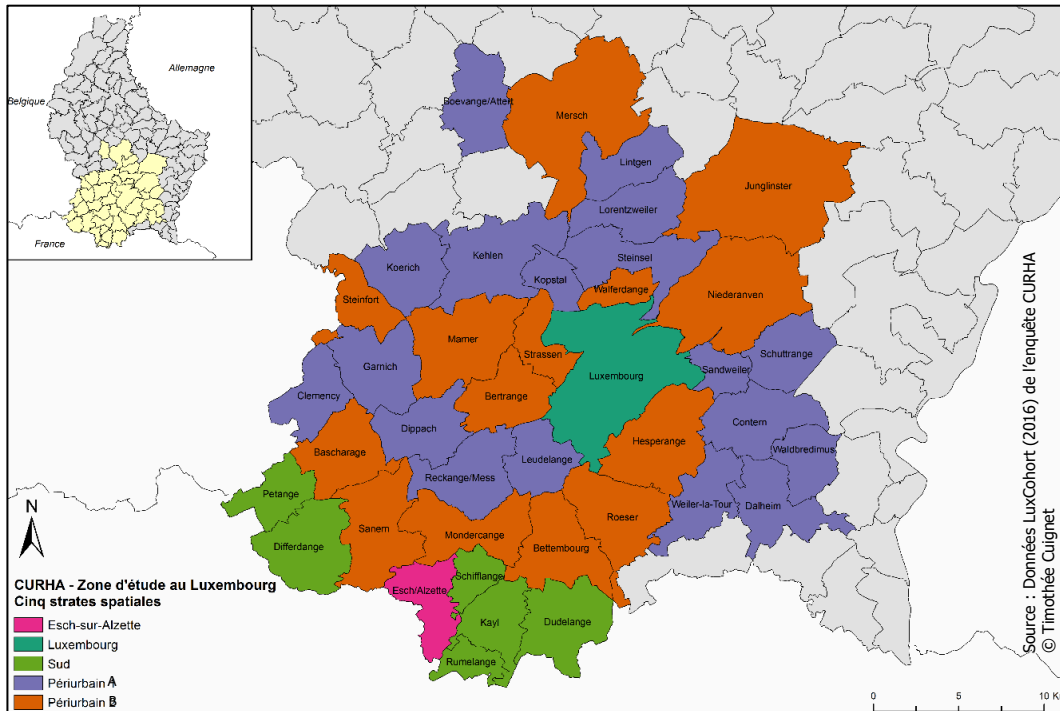 Allemagne
Belgique
France
Boevange/Attert
Mersch
Lintgen
Junglinster
Lorentzweiler
Steinsel
Kehlen
Koerich
Kopstal
Walferdange
Niederanven
Steinfort
Mamer
Strassen
Schuttrange
Garnich
Luxembourg
Sandweiler
Clemency
Bertrange
Contern
Dippach
Hesperange
Waldbredimus
Bascharage
Leudelange
Reckange/Mess
Petange
Weiler-la-Tour
Dalheim
Roeser
Sanem
Mondercange
Differdange
Bettembourg
Schifflange
Esch/Alzette
Kayl
Dudelange
Rumelange
N
CURHA - Zone d'étude au Luxembourg
Cinq strates spatiales
Esch-sur-Alzette
Luxembourg
Sud
Périurbain A
Périurbain B
0 5 10 K
Source : Données LuxCohort (2016) de l'enquête CURHA
© Timothée Cuignet